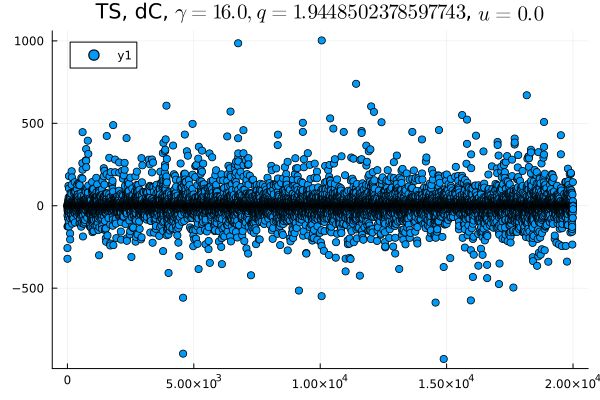 TS, dC, γ = 16.0, q = 1.9448502378597743, u = 0.0
1000
y1
500
0
−500
0 5.00×10³ 1.00×10⁴ 1.50×10⁴ 2.00×10⁴